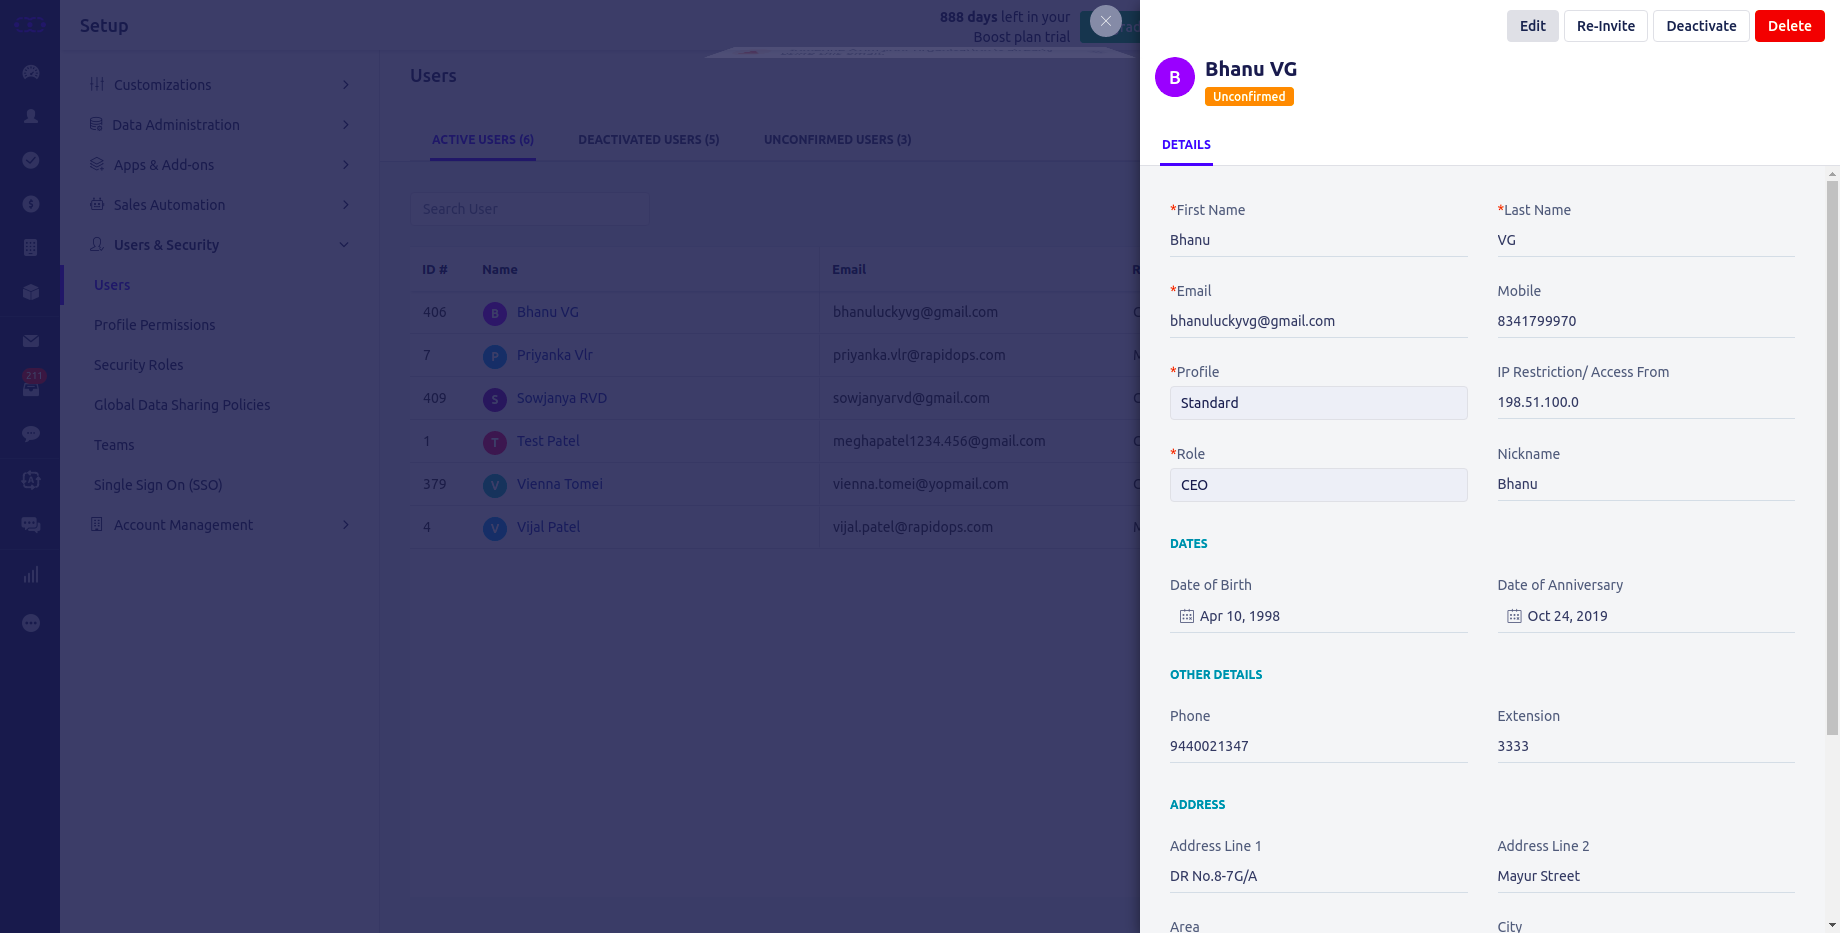 Setup
888 days left in your
Boost plan trial
Customizations
Data Administration
Apps & Add-ons
Sales Automation
Users & Security
Users
Profile Permissions
Security Roles
Global Data Sharing Policies
Teams
Single Sign On (SSO)
Account Management
211
Users
ACTIVE USERS (6) DEACTIVATED USERS (5) UNCONFIRMED USERS (3)
Search User
ID # Name Email
406 B Bhanu VG bhanuluckyvg@gmail.com
7 P Priyanka Vlr priyanka.vlr@rapidops.com
409 S Sowjanya RVD sowjanyarvd@gmail.com
1 T Test Patel meghapatel1234.456@gmail.com
379 V Vienna Tomei vienna.tomei@yopmail.com
4 V Vijal Patel vijal.patel@rapidops.com
Edit Re-Invite Deactivate Delete
B Bhanu VG
Unconfirmed
DETAILS
*First Name *Last Name
Bhanu VG
*Email Mobile
bhanuluckyvg@gmail.com 8341799970
*Profile IP Restriction/ Access From
Standard 198.51.100.0
*Role Nickname
CEO Bhanu
DATES
Date of Birth Date of Anniversary
Apr 10, 1998 Oct 24, 2019
OTHER DETAILS
Phone Extension
9440021347 3333
ADDRESS
Address Line 1 Address Line 2
DR No.8-7G/A Mayur Street
Area City